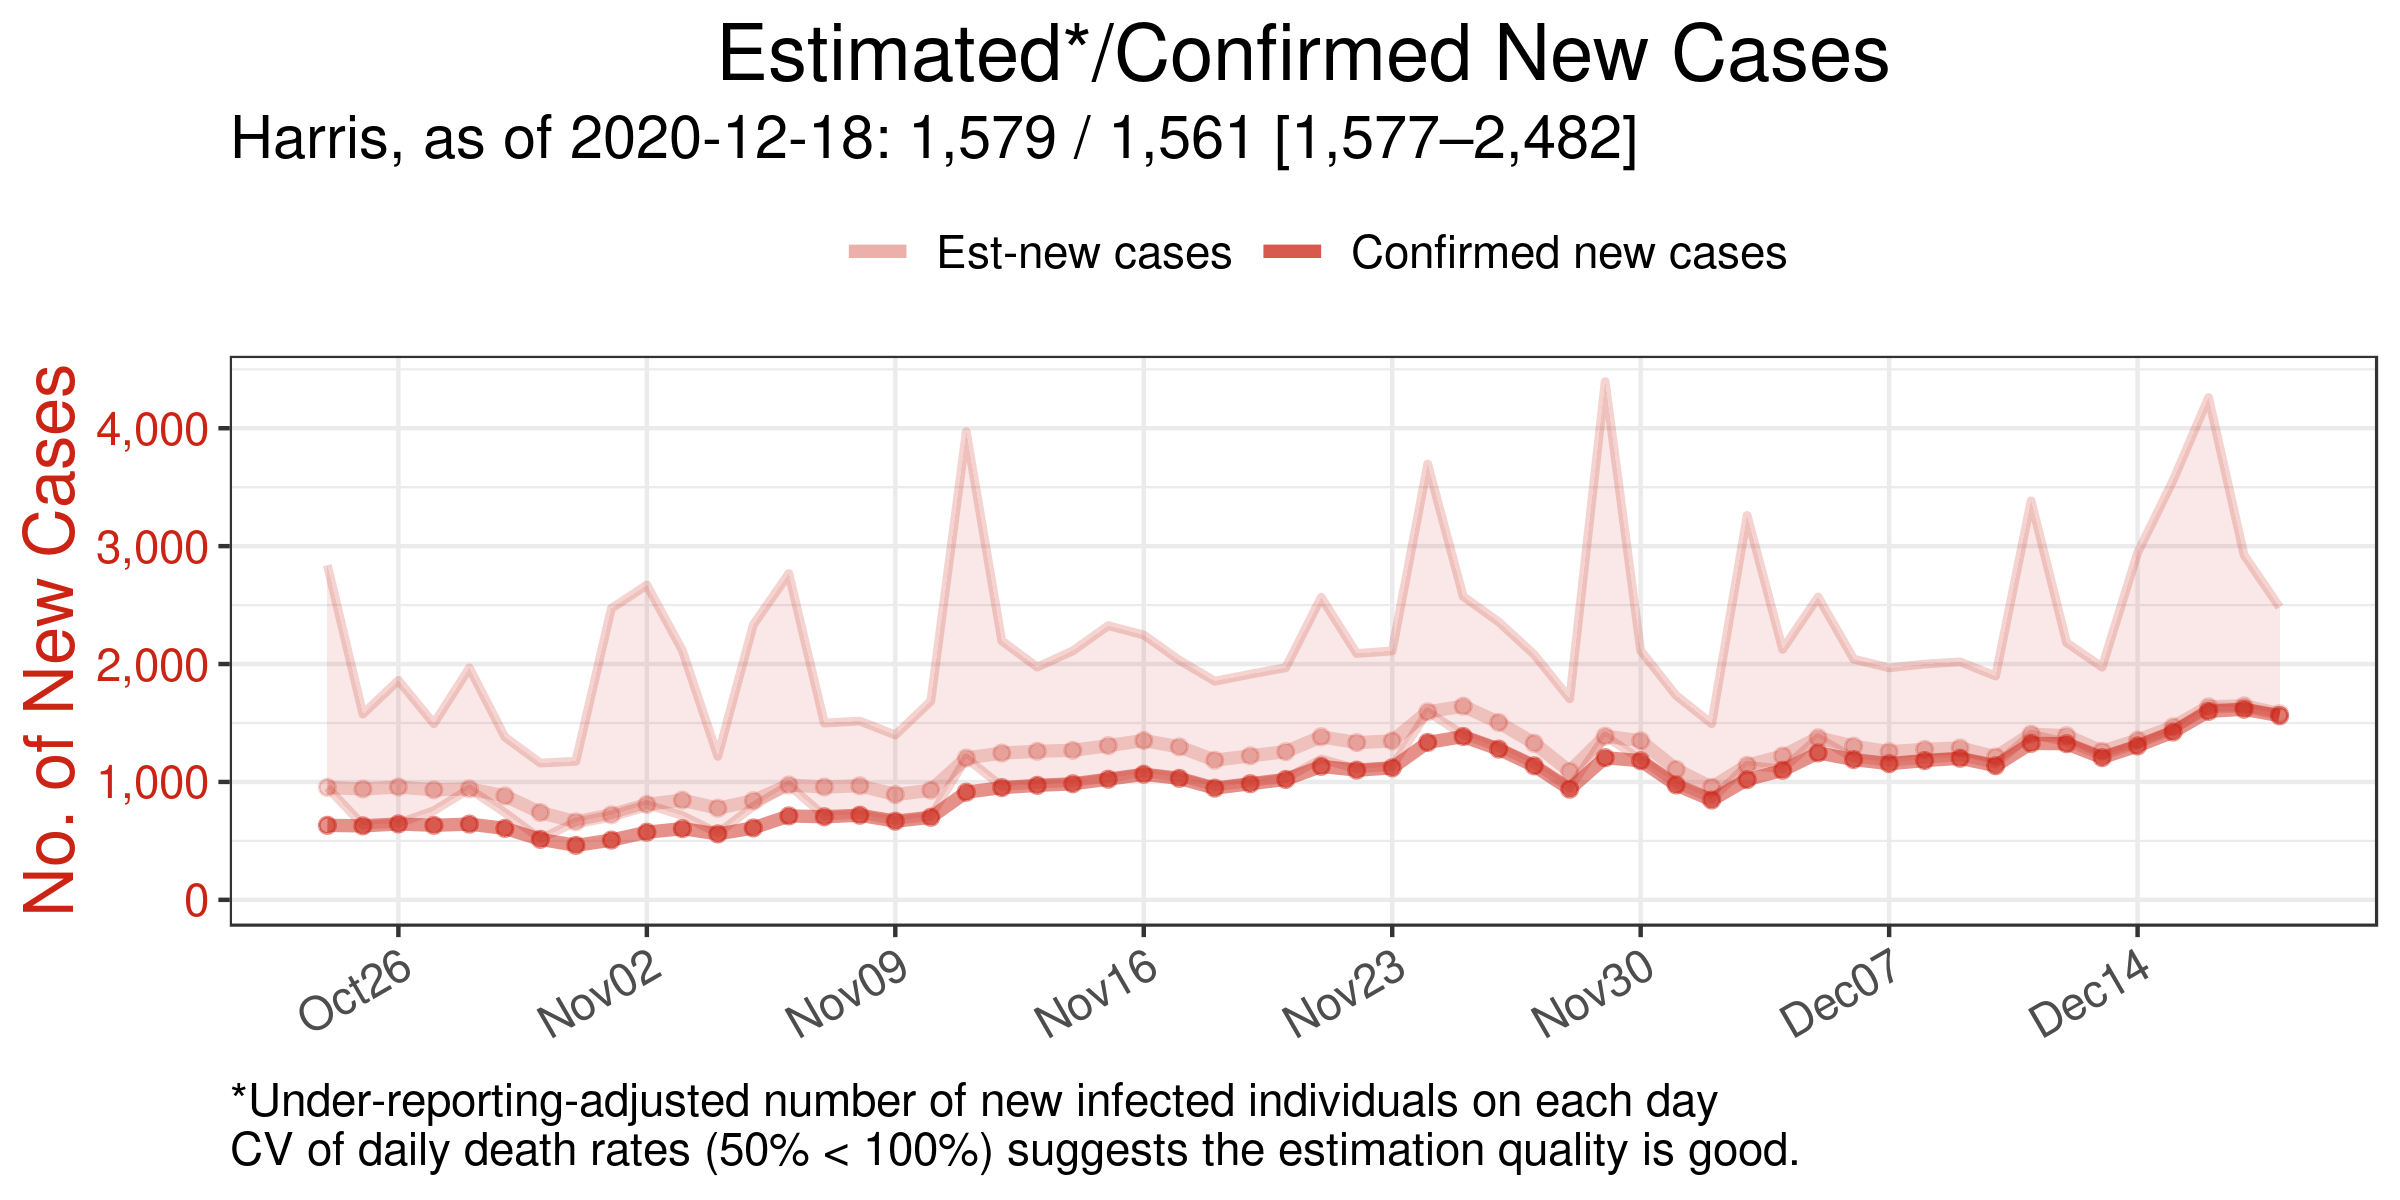 Estimated*/Confirmed New Cases
Harris, as of 2020-12-18: 1,579 / 1,561 [1,577–2,482]
Est-new cases
Confirmed new cases
No. of New Cases
4,000
3,000
2,000
1,000
0
Oct26
Nov02
Nov09
Nov16
Nov23
Nov30
Dec07
Dec14
*Under-reporting-adjusted number of new infected individuals on each day
CV of daily death rates (50% < 100%) suggests the estimation quality is good.